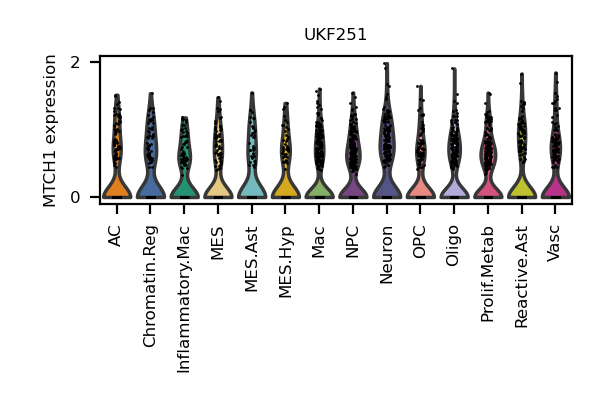 UKF251
MTCH1 expression
2
0
AC
Chromatin.Reg
Inflammatory.Mac
MES
MES.Ast
MES.Hyp
Mac
NPC
Neuron
OPC
Oligo
Prolif.Metab
Reactive.Ast
Vasc